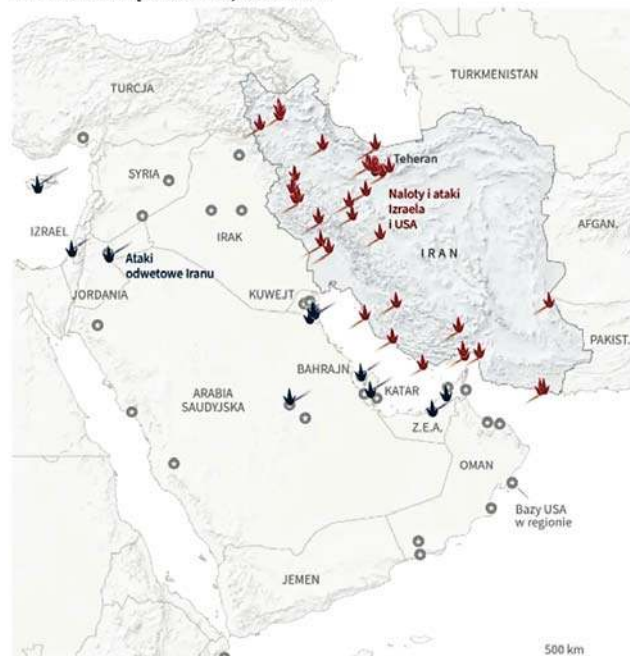 TURCJA
TURKMENISTAN
Teheran
SYRIA
Naloty i ataki
Izraela
i USA
IZRAEL
IRAK
AFGAN.
IRAN
Ataki
odwetowe Iranu
JORDANIA
KUWEJT
PAKIST.
BAHRAJN
ARABIA
SAUDYJSKA
KATAR
Z.E.A.
OMAN
Bazy USA
w regionie
JEMEN
500 km